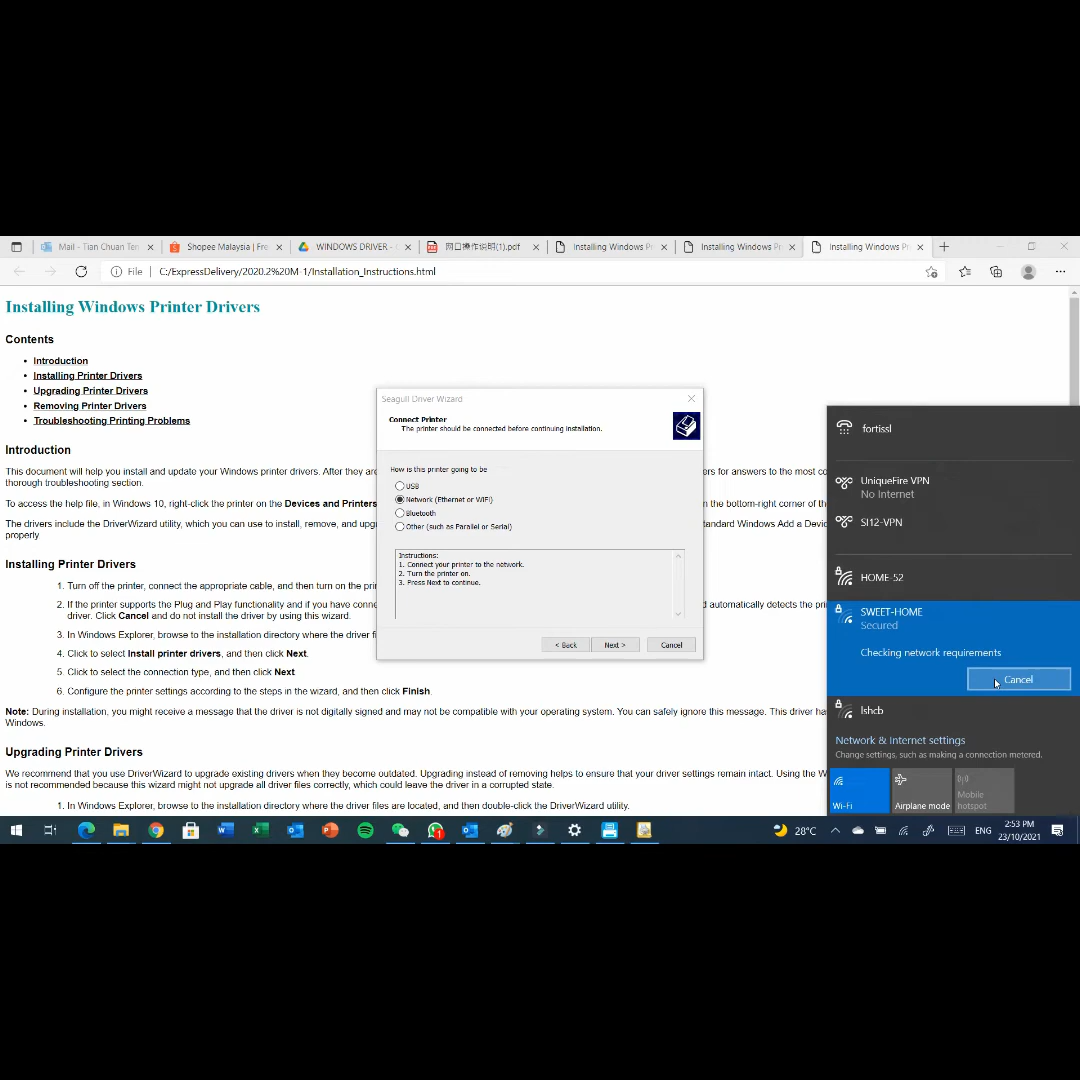 Mail - Tian Chuan Ten
Shopee Malaysia | Fre
WINDOWS DRIVER -
网口操作说明(1).pdf
Installing Windows P
Installing Windows P
Installing Windows P
File
C:/ExpressDelivery/2020.2%20M-1/Installation_Instructions.html
Installing Windows Printer Drivers
Contents
Introduction
Installing Printer Drivers
Upgrading Printer Drivers
Removing Printer Drivers
Troubleshooting Printing Problems
Introduction
This document will help you install and update your Windows printer drivers. After they are
ers for answers to the most co
thorough troubleshooting section.
To access the help file, in Windows 10, right-click the printer on the Devices and Printers
n the bottom-right corner of th
The drivers include the DriverWizard utility, which you can use to install, remove, and upg
tandard Windows Add a Devic
properly
Installing Printer Drivers
1. Turn off the printer, connect the appropriate cable, and then turn on the prin
2. If the printer supports the Plug and Play functionality and if you have conne
d automatically detects the prin
driver. Click Cancel and do not install the driver by using this wizard.
3. In Windows Explorer, browse to the installation directory where the driver fi
4. Click to select Install printer drivers, and then click Next.
5. Click to select the connection type, and then click Next.
6. Configure the printer settings according to the steps in the wizard, and then click Finish.
Note: During installation, you might receive a message that the driver is not digitally signed and may not be compatible with your operating system. You can safely ignore this message. This driver ha
Windows.
Upgrading Printer Drivers
We recommend that you use DriverWizard to upgrade existing drivers when they become outdated. Upgrading instead of removing helps to ensure that your driver settings remain intact. Using the W
is not recommended because this wizard might not upgrade all driver files correctly, which could leave the driver in a corrupted state.
1. In Windows Explorer, browse to the installation directory where the driver files are located, and then double-click the DriverWizard utility.
Seagull Driver Wizard
Connect Printer
The printer should be connected before continuing installation.
How is this printer going to be
USB
Network (Ethernet or WiFi)
Bluetooth
Other (such as Parallel or Serial)
Instructions:
1. Connect your printer to the network.
2. Turn the printer on.
3. Press Next to continue.
< Back
Next >
Cancel
fortissl
UniqueFire VPN
No Internet
SI12-VPN
HOME-52
SWEET-HOME
Secured
Checking network requirements
Cancel
lshcb
Network & Internet settings
Change settings, such as making a connection metered.
Wi-Fi
Airplane mode
Mobile
hotspot
28°C
ENG
2:53 PM
23/10/2021